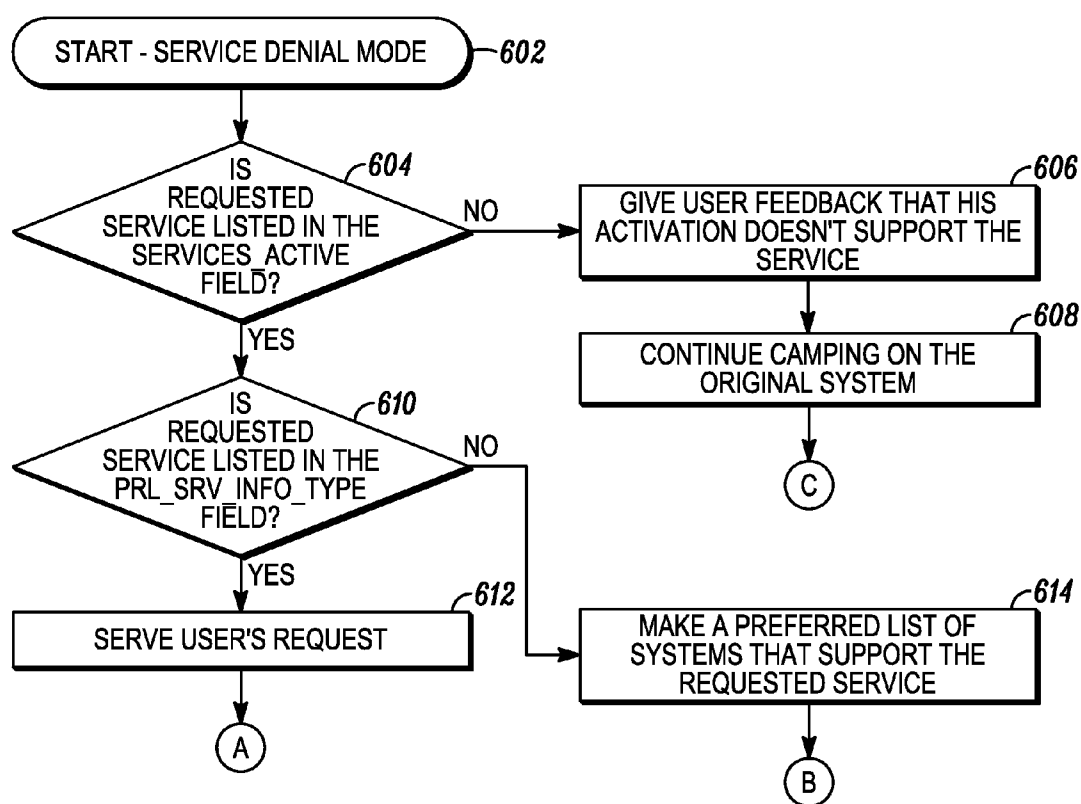 START - SERVICE DENIAL MODE
602
IS
REQUESTED
SERVICE LISTED IN THE
SERVICES_ACTIVE
FIELD?
604
NO
YES
GIVE USER FEEDBACK THAT HIS
ACTIVATION DOESN'T SUPPORT THE
SERVICE
606
CONTINUE CAMPING ON THE
ORIGINAL SYSTEM
608
C
IS
REQUESTED
SERVICE LISTED IN THE
PRL_SRV_INFO_TYPE
FIELD?
610
NO
YES
SERVE USER'S REQUEST
612
A
MAKE A PREFERRED LIST OF
SYSTEMS THAT SUPPORT THE
REQUESTED SERVICE
614
B